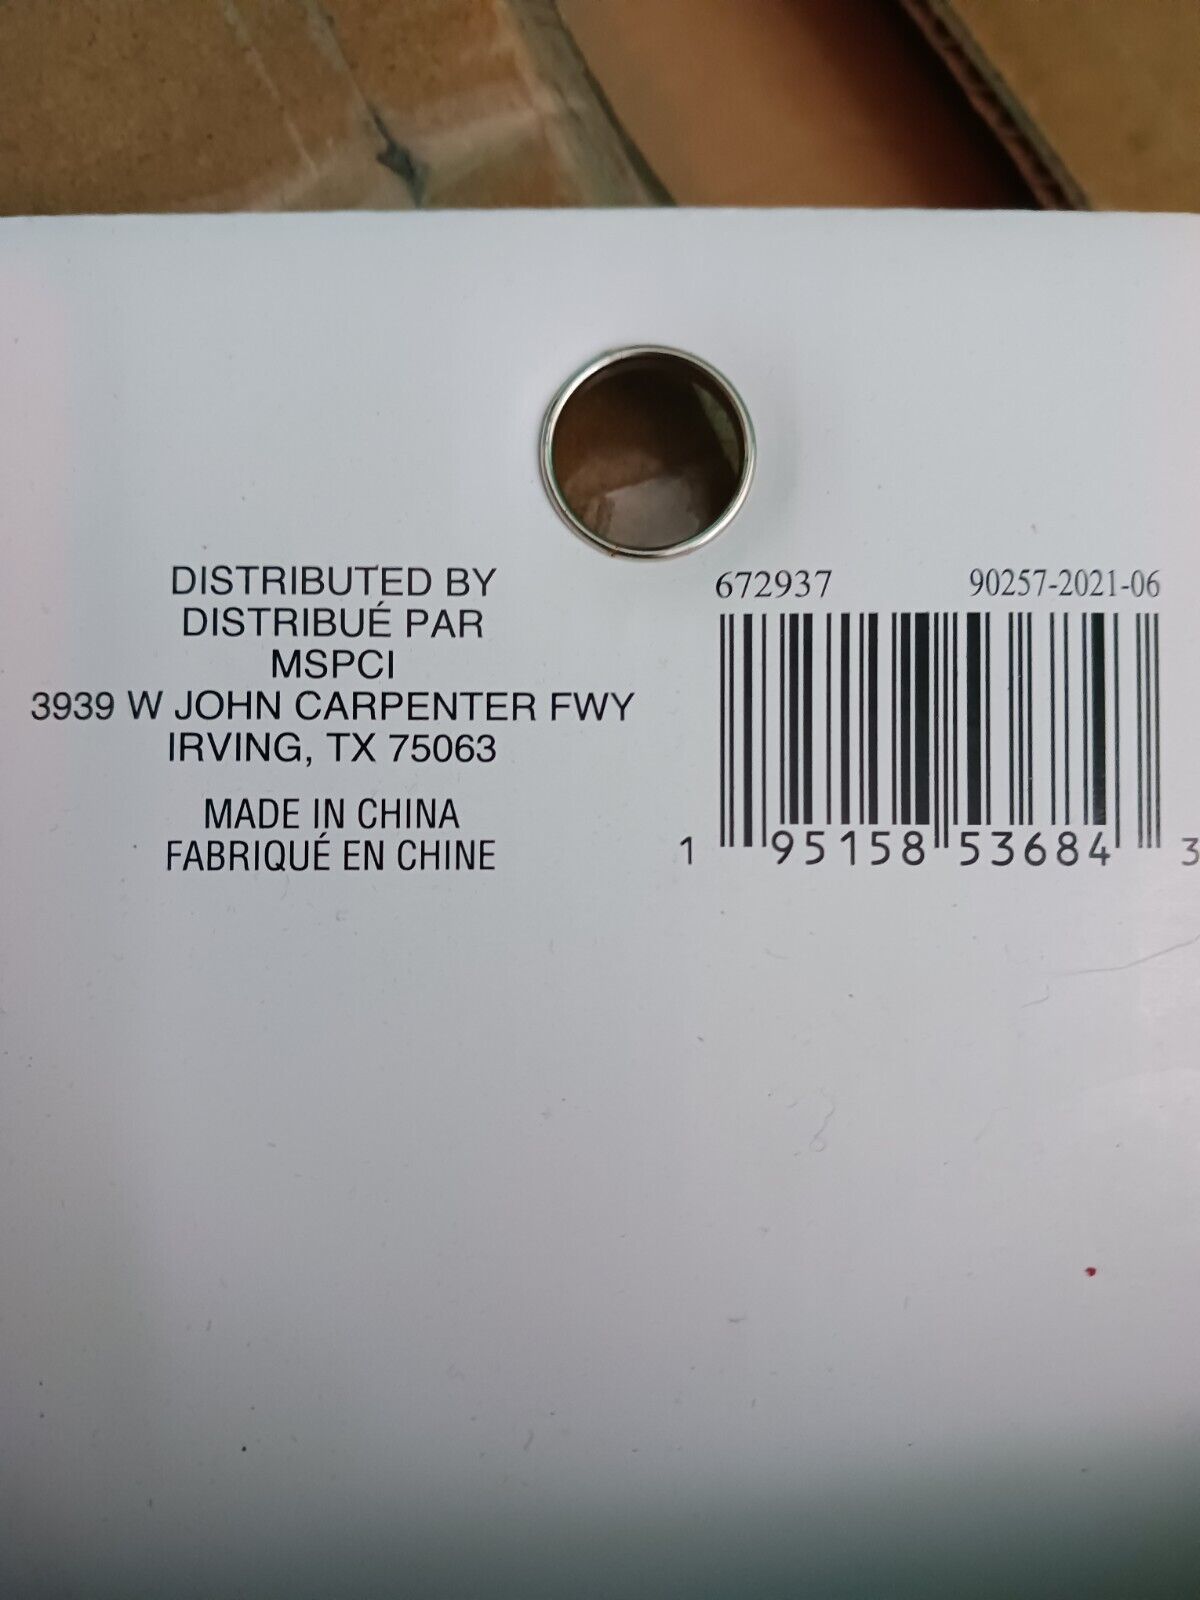 DISTRIBUTED BY
DISTRIBUÉ PAR
MSPCI
3939 W JOHN CARPENTER FWY
IRVING, TX 75063
MADE IN CHINA
FABRIQUÉ EN CHINE
672937 90257-2021-06
1 95158 53684 3